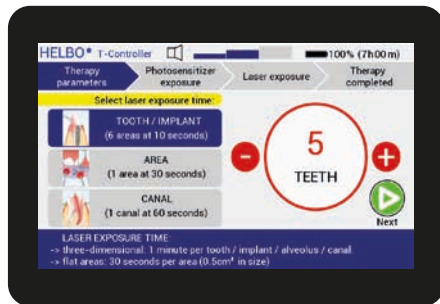 HELBO® T-Controller 100% (7h00m)
Therapy parameters
Photosensitizer exposure
Laser exposure
Therapy completed
Select laser exposure time:
TOOTH / IMPLANT
(6 areas at 10 seconds)
AREA
(1 area at 30 seconds)
CANAL
(1 canal at 60 seconds)
5
TEETH
Next
LASER EXPOSURE TIME:
-> three-dimensional: 1 minute per tooth / implant / alveolus / canal.
-> flat areas: 30 seconds per area (0.5cm² in size)